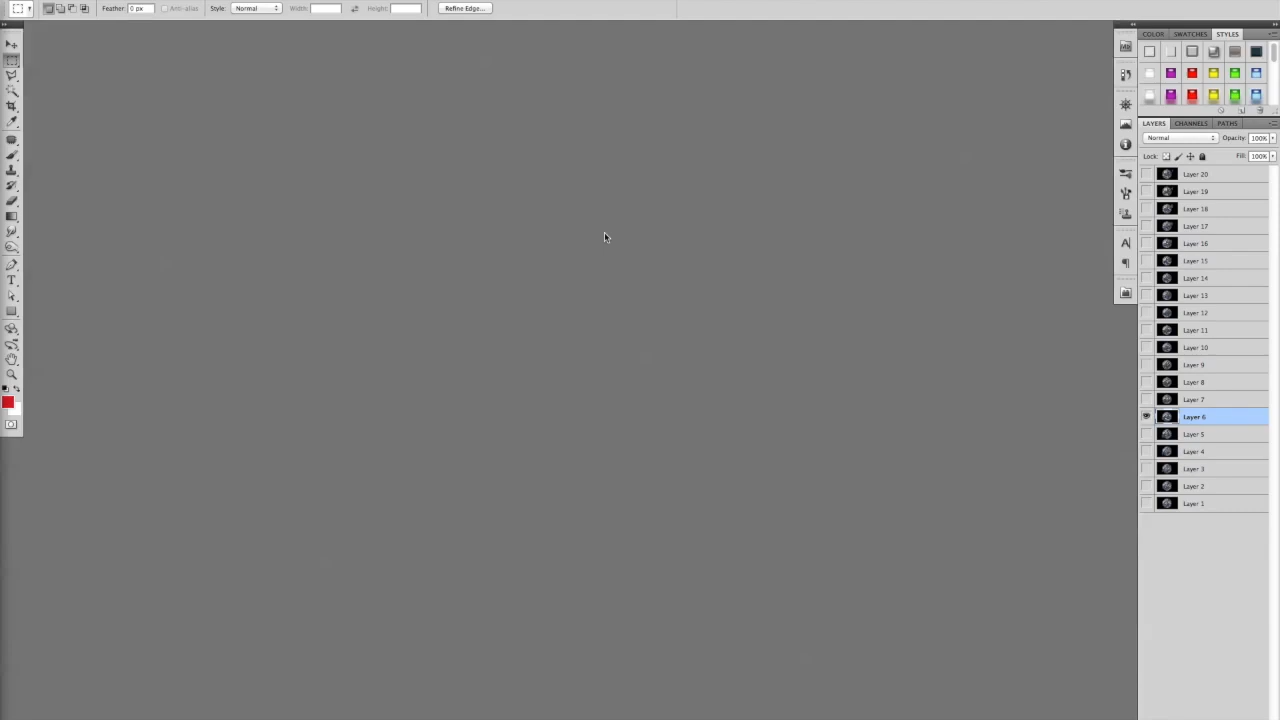 Feather: 0 px Anti-alias Style: Normal Width: Height: Refine Edge...
COLOR SWATCHES STYLES
LAYERS CHANNELS PATHS
Normal Opacity: 100%
Lock: Fill: 100%
Layer 20
Layer 19
Layer 18
Layer 17
Layer 16
Layer 15
Layer 14
Layer 13
Layer 12
Layer 11
Layer 10
Layer 9
Layer 8
Layer 7
Layer 6
Layer 5
Layer 4
Layer 3
Layer 2
Layer 1